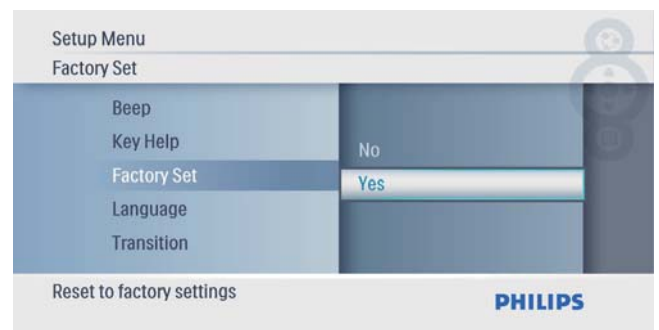 Setup Menu
Factory Set
Beep
Key Help
Factory Set
Language
Transition
No
Yes
Reset to factory settings
PHILIPS